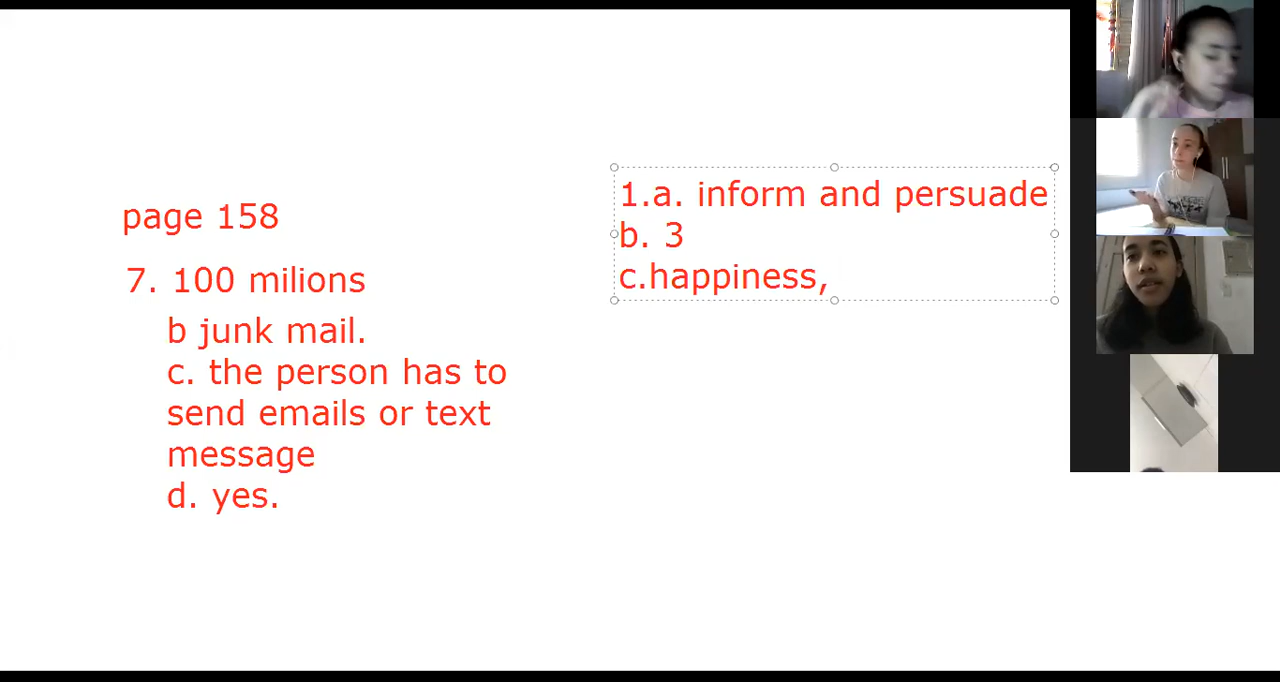 page 158
7. 100 milions
b junk mail.
c. the person has to
send emails or text
message
d. yes.
1.a. inform and persuade
b. 3
c.happiness,